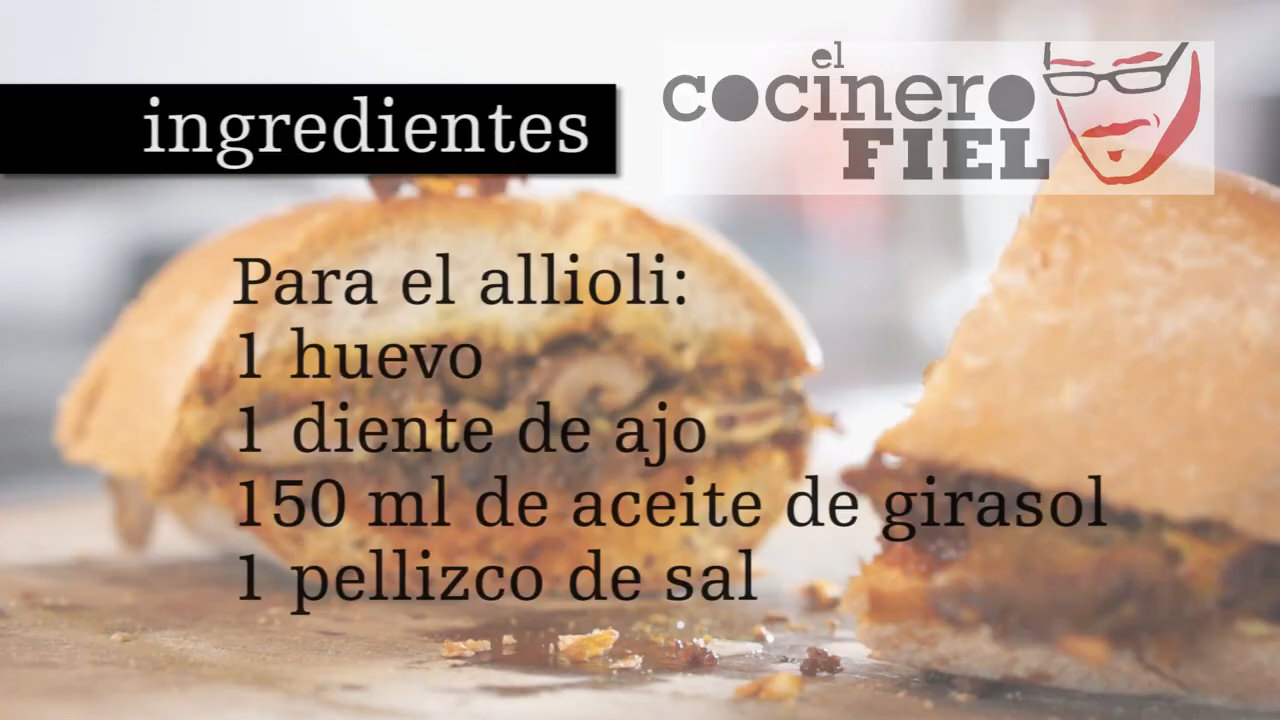 ingredientes
el
cocinero
FIEL
Para el allioli:
1 huevo
1 diente de ajo
150 ml de aceite de girasol
1 pellizco de sal